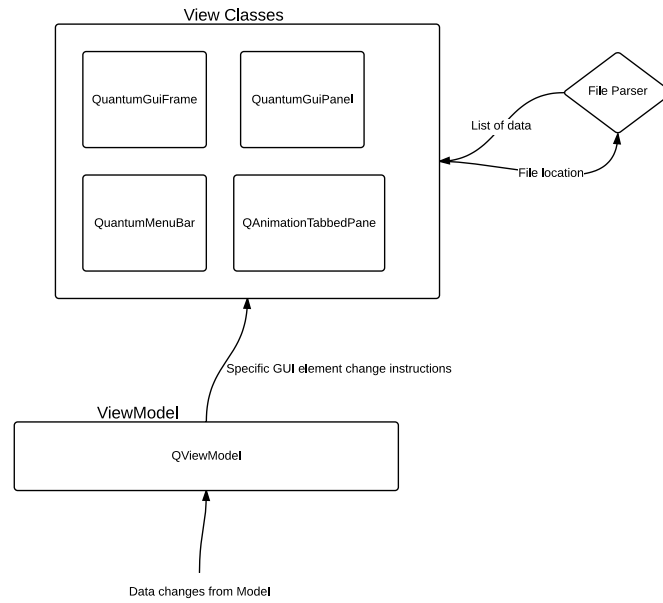 View Classes
QuantumGuiFrame
QuantumGuiPanel
File Parser
List of data
File location
QuantumMenuBar
QAnimationTabbedPane
Specific GUI element change instructions
ViewModel
QViewModel
Data changes from Model